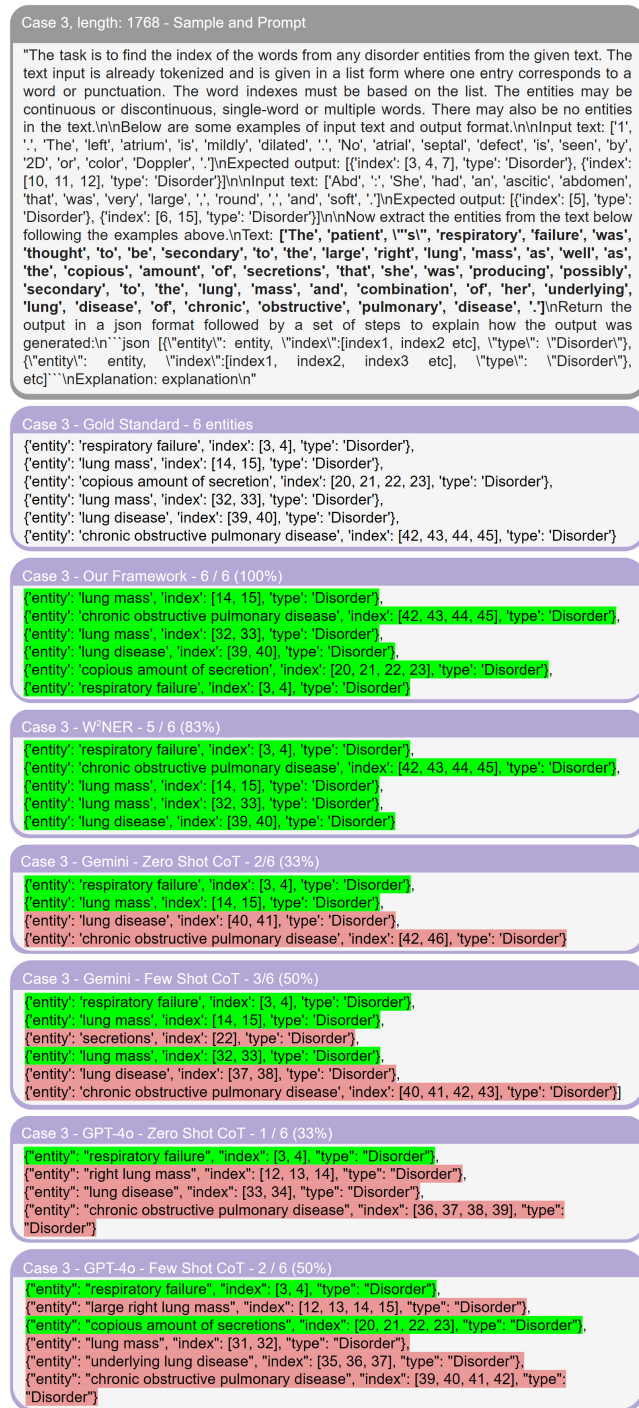 Case 3, length: 1768 - Sample and Prompt
"The task is to find the index of the words from any disorder entities from the given text. The
text input is already tokenized and is given in a list form where one entry corresponds to a
word or punctuation. The word indexes must be based on the list. The entities may be
continuous or discontinuous, single-word or multiple words. There may also be no entities
in the text.\n\nBelow are some examples of input text and output format.\n\nInput text: ['1',
'.', 'The', 'left', 'atrium', 'is', 'mildly', 'dilated', '.', 'No', 'atrial', 'septal', 'defect', 'is', 'seen', 'by',
'2D', 'or', 'color', 'Doppler', '.']\nExpected output: [{'index': [3, 4, 7], 'type': 'Disorder'}, {'index':
[10, 11, 12], 'type': 'Disorder'}]\n\nInput text: ['Abd', ':', 'She', 'had', 'an', 'ascitic', 'abdomen',
'that', 'was', 'very', 'large', ',', 'round', ',', 'and', 'soft', '.']\nExpected output: [{'index': [5], 'type':
'Disorder'}, {'index': [6, 15], 'type': 'Disorder'}]\n\nNow extract the entities from the text below
following the examples above.\nText: ['The', 'patient', \"'s\", 'respiratory', 'failure', 'was',
'thought', 'to', 'be', 'secondary', 'to', 'the', 'large', 'right', 'lung', 'mass', 'as', 'well', 'as',
'the', 'copious', 'amount', 'of', 'secretions', 'that', 'she', 'was', 'producing', 'possibly',
'secondary', 'to', 'the', 'lung', 'mass', 'and', 'combination', 'of', 'her', 'underlying',
'lung', 'disease', 'of', 'chronic', 'obstructive', 'pulmonary', 'disease', '.']\nReturn the
output in a json format followed by a set of steps to explain how the output was
generated:\n```json [{\"entity\": entity, \"index\":[index1, index2 etc], \"type\": \"Disorder\"},
{\"entity\": entity, \"index\":[index1, index2, index3 etc], \"type\": \"Disorder\"},
etc]```\nExplanation: explanation\n"
Case 3 - Gold Standard - 6 entities
{'entity': 'respiratory failure', 'index': [3, 4], 'type': 'Disorder'},
{'entity': 'lung mass', 'index': [14, 15], 'type': 'Disorder'},
{'entity': 'copious amount of secretion', 'index': [20, 21, 22, 23], 'type': 'Disorder'},
{'entity': 'lung mass', 'index': [32, 33], 'type': 'Disorder'},
{'entity': 'lung disease', 'index': [39, 40], 'type': 'Disorder'},
{'entity': 'chronic obstructive pulmonary disease', 'index': [42, 43, 44, 45], 'type': 'Disorder'}
Case 3 - Our Framework - 6 / 6 (100%)
{'entity': 'lung mass', 'index': [14, 15], 'type': 'Disorder'},
{'entity': 'chronic obstructive pulmonary disease', 'index': [42, 43, 44, 45], 'type': 'Disorder'},
{'entity': 'lung mass', 'index': [32, 33], 'type': 'Disorder'},
{'entity': 'lung disease', 'index': [39, 40], 'type': 'Disorder'},
{'entity': 'copious amount of secretion', 'index': [20, 21, 22, 23], 'type': 'Disorder'},
{'entity': 'respiratory failure', 'index': [3, 4], 'type': 'Disorder'}
Case 3 - W²NER - 5 / 6 (83%)
{'entity': 'respiratory failure', 'index': [3, 4], 'type': 'Disorder'},
{'entity': 'chronic obstructive pulmonary disease', 'index': [42, 43, 44, 45], 'type': 'Disorder'},
{'entity': 'lung mass', 'index': [14, 15], 'type': 'Disorder'},
{'entity': 'lung mass', 'index': [32, 33], 'type': 'Disorder'},
{'entity': 'lung disease', 'index': [39, 40], 'type': 'Disorder'}
Case 3 - Gemini - Zero Shot CoT - 2/6 (33%)
{'entity': 'respiratory failure', 'index': [3, 4], 'type': 'Disorder'},
{'entity': 'lung mass', 'index': [14, 15], 'type': 'Disorder'},
{'entity': 'lung disease', 'index': [40, 41], 'type': 'Disorder'},
{'entity': 'chronic obstructive pulmonary disease', 'index': [42, 46], 'type': 'Disorder'}
Case 3 - Gemini - Few Shot CoT - 3/6 (50%)
{'entity': 'respiratory failure', 'index': [3, 4], 'type': 'Disorder'},
{'entity': 'lung mass', 'index': [14, 15], 'type': 'Disorder'},
{'entity': 'secretions', 'index': [22], 'type': 'Disorder'},
{'entity': 'lung mass', 'index': [32, 33], 'type': 'Disorder'},
{'entity': 'lung disease', 'index': [37, 38], 'type': 'Disorder'},
{'entity': 'chronic obstructive pulmonary disease', 'index': [40, 41, 42, 43], 'type': 'Disorder'}]
Case 3 - GPT-4o - Zero Shot CoT - 1 / 6 (33%)
{"entity": "respiratory failure", "index": [3, 4], "type": "Disorder"},
{"entity": "right lung mass", "index": [12, 13, 14], "type": "Disorder"},
{"entity": "lung disease", "index": [33, 34], "type": "Disorder"},
{"entity": "chronic obstructive pulmonary disease", "index": [36, 37, 38, 39], "type":
"Disorder"}
Case 3 - GPT-4o - Few Shot CoT - 2 / 6 (50%)
{"entity": "respiratory failure", "index": [3, 4], "type": "Disorder"},
{"entity": "large right lung mass", "index": [12, 13, 14, 15], "type": "Disorder"},
{"entity": "copious amount of secretions", "index": [20, 21, 22, 23], "type": "Disorder"},
{"entity": "lung mass", "index": [31, 32], "type": "Disorder"},
{"entity": "underlying lung disease", "index": [35, 36, 37], "type": "Disorder"},
{"entity": "chronic obstructive pulmonary disease", "index": [39, 40, 41, 42], "type":
"Disorder"}